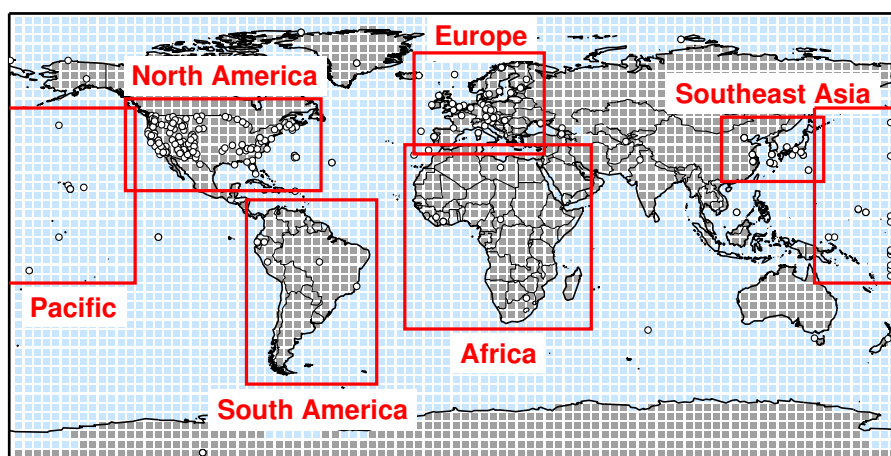 Europe
North America
Southeast Asia
Pacific
Africa
South America